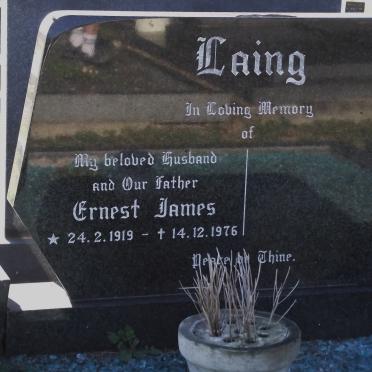 Laing
In Loving Memory
of
My beloved Husband
and Our Father
Ernest James
★ 24.2.1919 – † 14.12.1976
Peace be Thine.